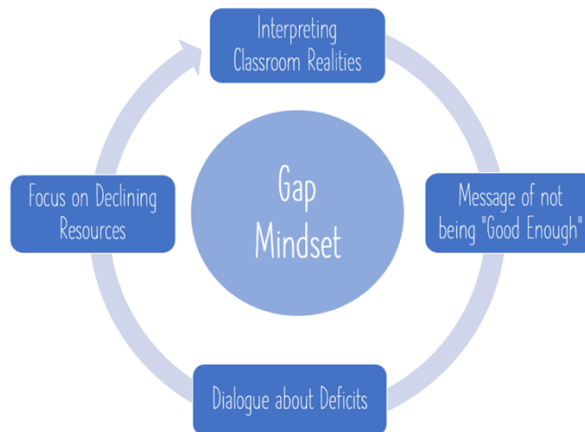 Interpreting
Classroom Realities
Gap
Mindset
Focus on Declining
Resources
Message of not
being "Good Enough"
Dialogue about Deficits